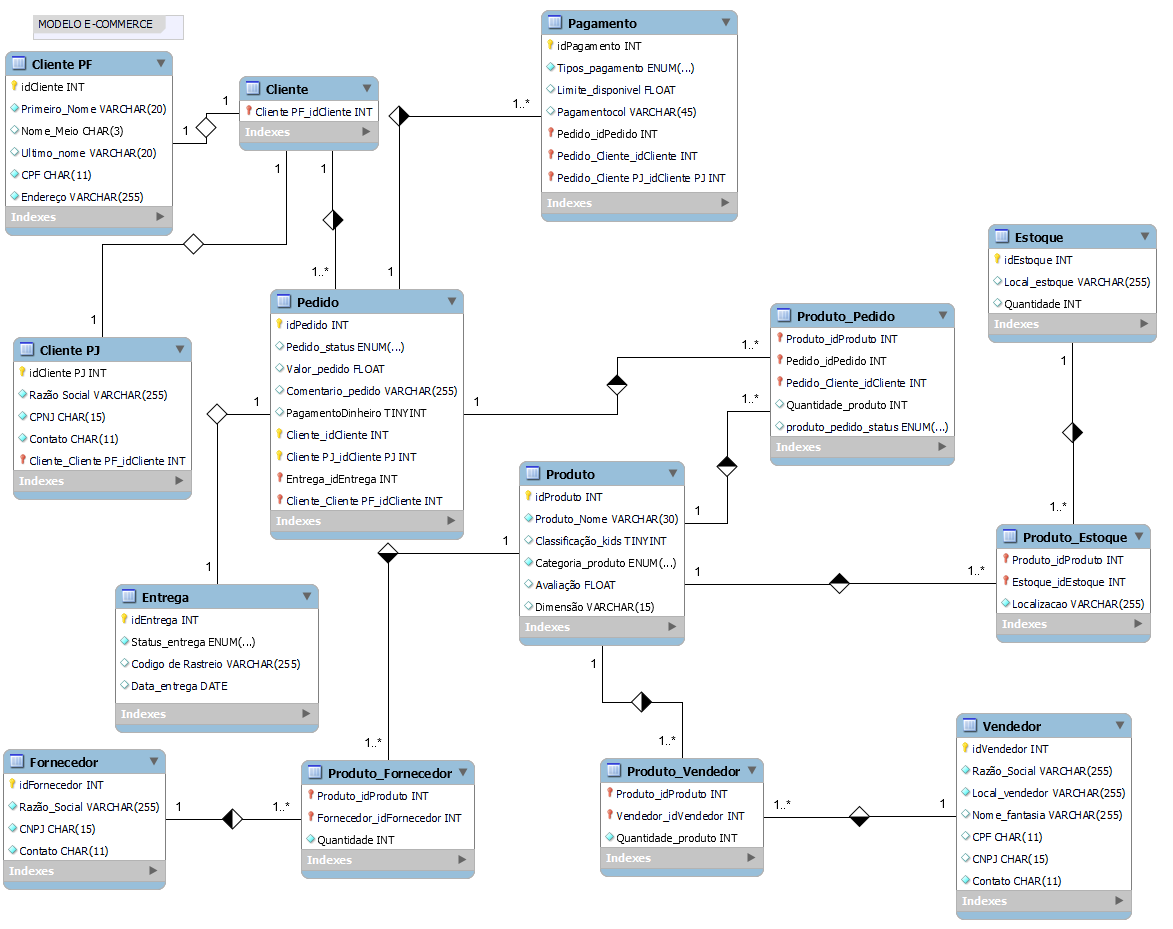 MODELO E-COMMERCE
Cliente PF
idCliente INT
Primeiro_Nome VARCHAR(20)
Nome_Meio CHAR(3)
Ultimo_nome VARCHAR(20)
CPF CHAR(11)
Endereço VARCHAR(255)
Indexes
1
1
Cliente
Cliente PF_idCliente INT
Indexes
1
1
1..*
1
Pagamento
idPagamento INT
Tipos_pagamento ENUM(...)
Limite_disponivel FLOAT
Pagamentocol VARCHAR(45)
Pedido_idPedido INT
Pedido_Cliente_idCliente INT
Pedido_Cliente PJ_idCliente PJ INT
Indexes
1..*
1
Cliente PJ
idCliente PJ INT
Razão Social VARCHAR(255)
CPNJ CHAR(15)
Contato CHAR(11)
Cliente_Cliente PF_idCliente INT
Indexes
1
Pedido
idPedido INT
Pedido_status ENUM(...)
Valor_pedido FLOAT
Comentario_pedido VARCHAR(255)
PagamentoDinheiro TINYINT
Cliente_idCliente INT
Cliente PJ_idCliente PJ INT
Entrega_idEntrega INT
Cliente_Cliente PF_idCliente INT
Indexes
1
1
1..*
1..*
Produto_Pedido
Produto_idProduto INT
Pedido_idPedido INT
Pedido_Cliente_idCliente INT
Quantidade_produto INT
produto_pedido_status ENUM(...)
Indexes
Estoque
idEstoque INT
Local_estoque VARCHAR(255)
Quantidade INT
Indexes
1
1..*
Produto
idProduto INT
Produto_Nome VARCHAR(30)
Classificação_kids TINYINT
Categoria_produto ENUM(...)
Avaliação FLOAT
Dimensão VARCHAR(15)
Indexes
1
1
1
1
1..*
Produto_Estoque
Produto_idProduto INT
Estoque_idEstoque INT
Localizacao VARCHAR(255)
Indexes
Entrega
idEntrega INT
Status_entrega ENUM(...)
Codigo de Rastreio VARCHAR(255)
Data_entrega DATE
Indexes
Fornecedor
idFornecedor INT
Razão_Social VARCHAR(255)
CNPJ CHAR(15)
Contato CHAR(11)
Indexes
1
1..*
1..*
Produto_Fornecedor
Produto_idProduto INT
Fornecedor_idFornecedor INT
Quantidade INT
Indexes
1..*
Produto_Vendedor
Produto_idProduto INT
Vendedor_idVendedor INT
Quantidade_produto INT
Indexes
1..*
1
Vendedor
idVendedor INT
Razão_Social VARCHAR(255)
Local_vendedor VARCHAR(255)
Nome_fantasia VARCHAR(255)
CPF CHAR(11)
CNPJ CHAR(15)
Contato CHAR(11)
Indexes